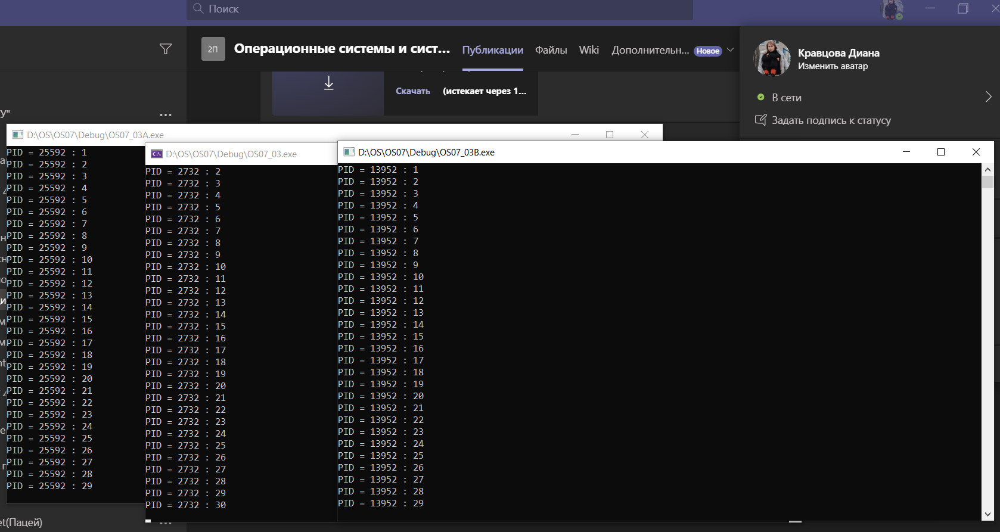 Поиск
2П
Операционные системы и сист...
Публикации
Файлы
Wiki
Дополнительн...
Новое
Кравцова Диана
Изменить аватар
Скачать
(истекает через 1...
В сети
Задать подпись к статусу
У"
D:\OS\OS07\Debug\OS07_03A.exe
PID = 25592 : 1
PID = 25592 : 2
PID = 25592 : 3
PID = 25592 : 4
PID = 25592 : 5
PID = 25592 : 6
PID = 25592 : 7
PID = 25592 : 8
PID = 25592 : 9
PID = 25592 : 10
PID = 25592 : 11
PID = 25592 : 12
PID = 25592 : 13
PID = 25592 : 14
PID = 25592 : 15
PID = 25592 : 16
PID = 25592 : 17
PID = 25592 : 18
PID = 25592 : 19
PID = 25592 : 20
PID = 25592 : 21
PID = 25592 : 22
PID = 25592 : 23
PID = 25592 : 24
PID = 25592 : 25
PID = 25592 : 26
PID = 25592 : 27
PID = 25592 : 28
PID = 25592 : 29
D:\OS\OS07\Debug\OS07_03.exe
PID = 2732 : 2
PID = 2732 : 3
PID = 2732 : 4
PID = 2732 : 5
PID = 2732 : 6
PID = 2732 : 7
PID = 2732 : 8
PID = 2732 : 9
PID = 2732 : 10
PID = 2732 : 11
PID = 2732 : 12
PID = 2732 : 13
PID = 2732 : 14
PID = 2732 : 15
PID = 2732 : 16
PID = 2732 : 17
PID = 2732 : 18
PID = 2732 : 19
PID = 2732 : 20
PID = 2732 : 21
PID = 2732 : 22
PID = 2732 : 23
PID = 2732 : 24
PID = 2732 : 25
PID = 2732 : 26
PID = 2732 : 27
PID = 2732 : 28
PID = 2732 : 29
PID = 2732 : 30
D:\OS\OS07\Debug\OS07_03B.exe
PID = 13952 : 1
PID = 13952 : 2
PID = 13952 : 3
PID = 13952 : 4
PID = 13952 : 5
PID = 13952 : 6
PID = 13952 : 7
PID = 13952 : 8
PID = 13952 : 9
PID = 13952 : 10
PID = 13952 : 11
PID = 13952 : 12
PID = 13952 : 13
PID = 13952 : 14
PID = 13952 : 15
PID = 13952 : 16
PID = 13952 : 17
PID = 13952 : 18
PID = 13952 : 19
PID = 13952 : 20
PID = 13952 : 21
PID = 13952 : 22
PID = 13952 : 23
PID = 13952 : 24
PID = 13952 : 25
PID = 13952 : 26
PID = 13952 : 27
PID = 13952 : 28
PID = 13952 : 29
et(Пацей)